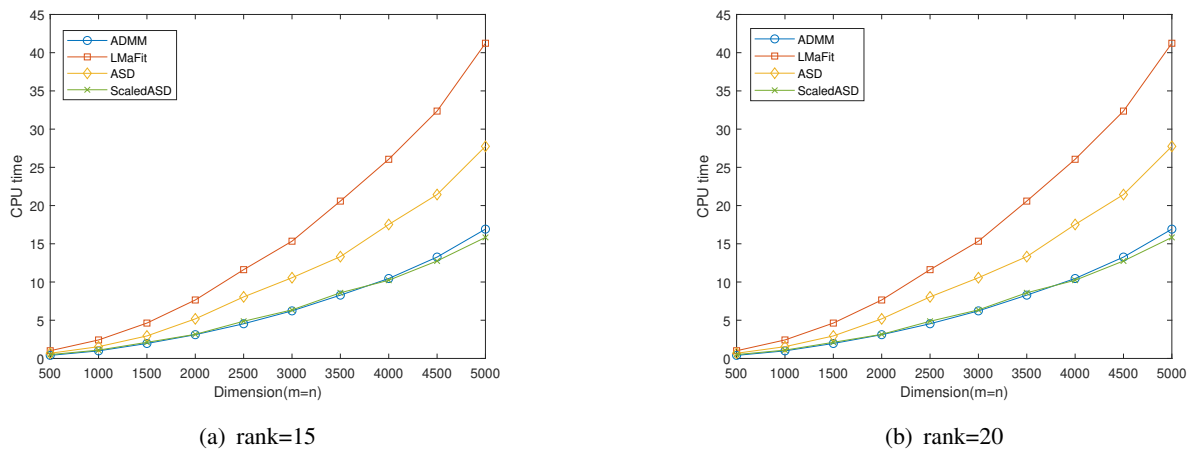 45
40
35
30
25
20
15
10
5
0
CPU time
ADMM
LMaFit
ASD
ScaledASD
500 1000 1500 2000 2500 3000 3500 4000 4500 5000
Dimension(m=n)
(a) rank=15
45
40
35
30
25
20
15
10
5
0
CPU time
ADMM
LMaFit
ASD
ScaledASD
500 1000 1500 2000 2500 3000 3500 4000 4500 5000
Dimension(m=n)
(b) rank=20